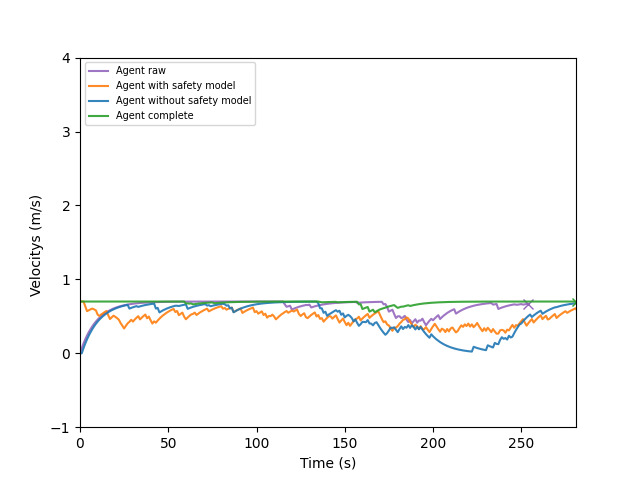 4
3
2
1
0
−1
Velocitys (m/s)
Agent raw
Agent with safety model
Agent without safety model
Agent complete
0 50 100 150 200 250
Time (s)